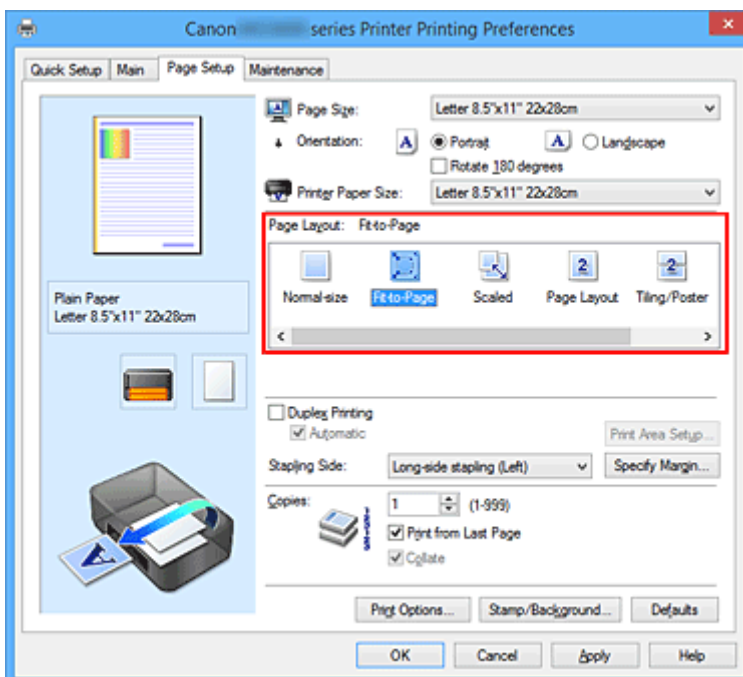 Canon series Printer Printing Preferences
Quick Setup Main Page Setup Maintenance
Page Size: Letter 8.5"x11" 22x28cm
Orientation: A Portrait A Landscape
Rotate 180 degrees
Printer Paper Size: Letter 8.5"x11" 22x28cm
Page Layout: Fit-to-Page
2 2
Normal-size Fit-to-Page Scaled Page Layout Tiling/Poster
Plain Paper
Letter 8.5"x11" 22x28cm
Duplex Printing
Automatic
Print Area Setup...
Stapling Side: Long-side stapling (Left) Specify Margin...
Copies: 1 (1-999)
Print from Last Page
Collate
A
Print Options... Stamp/Background... Defaults
OK Cancel Apply Help